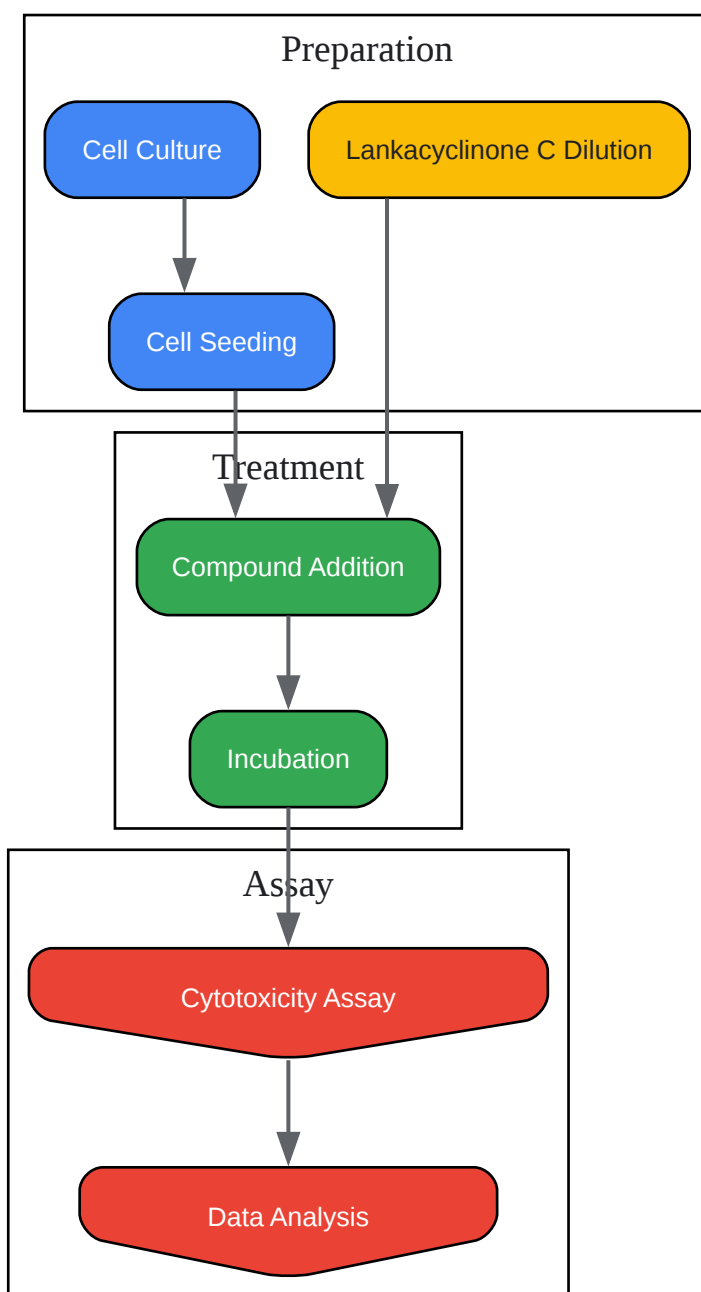 Preparation
Cell Culture
Lankacyclinone C Dilution
Cell Seeding
Treatment
Compound Addition
Incubation
Assay
Cytotoxicity Assay
Data Analysis